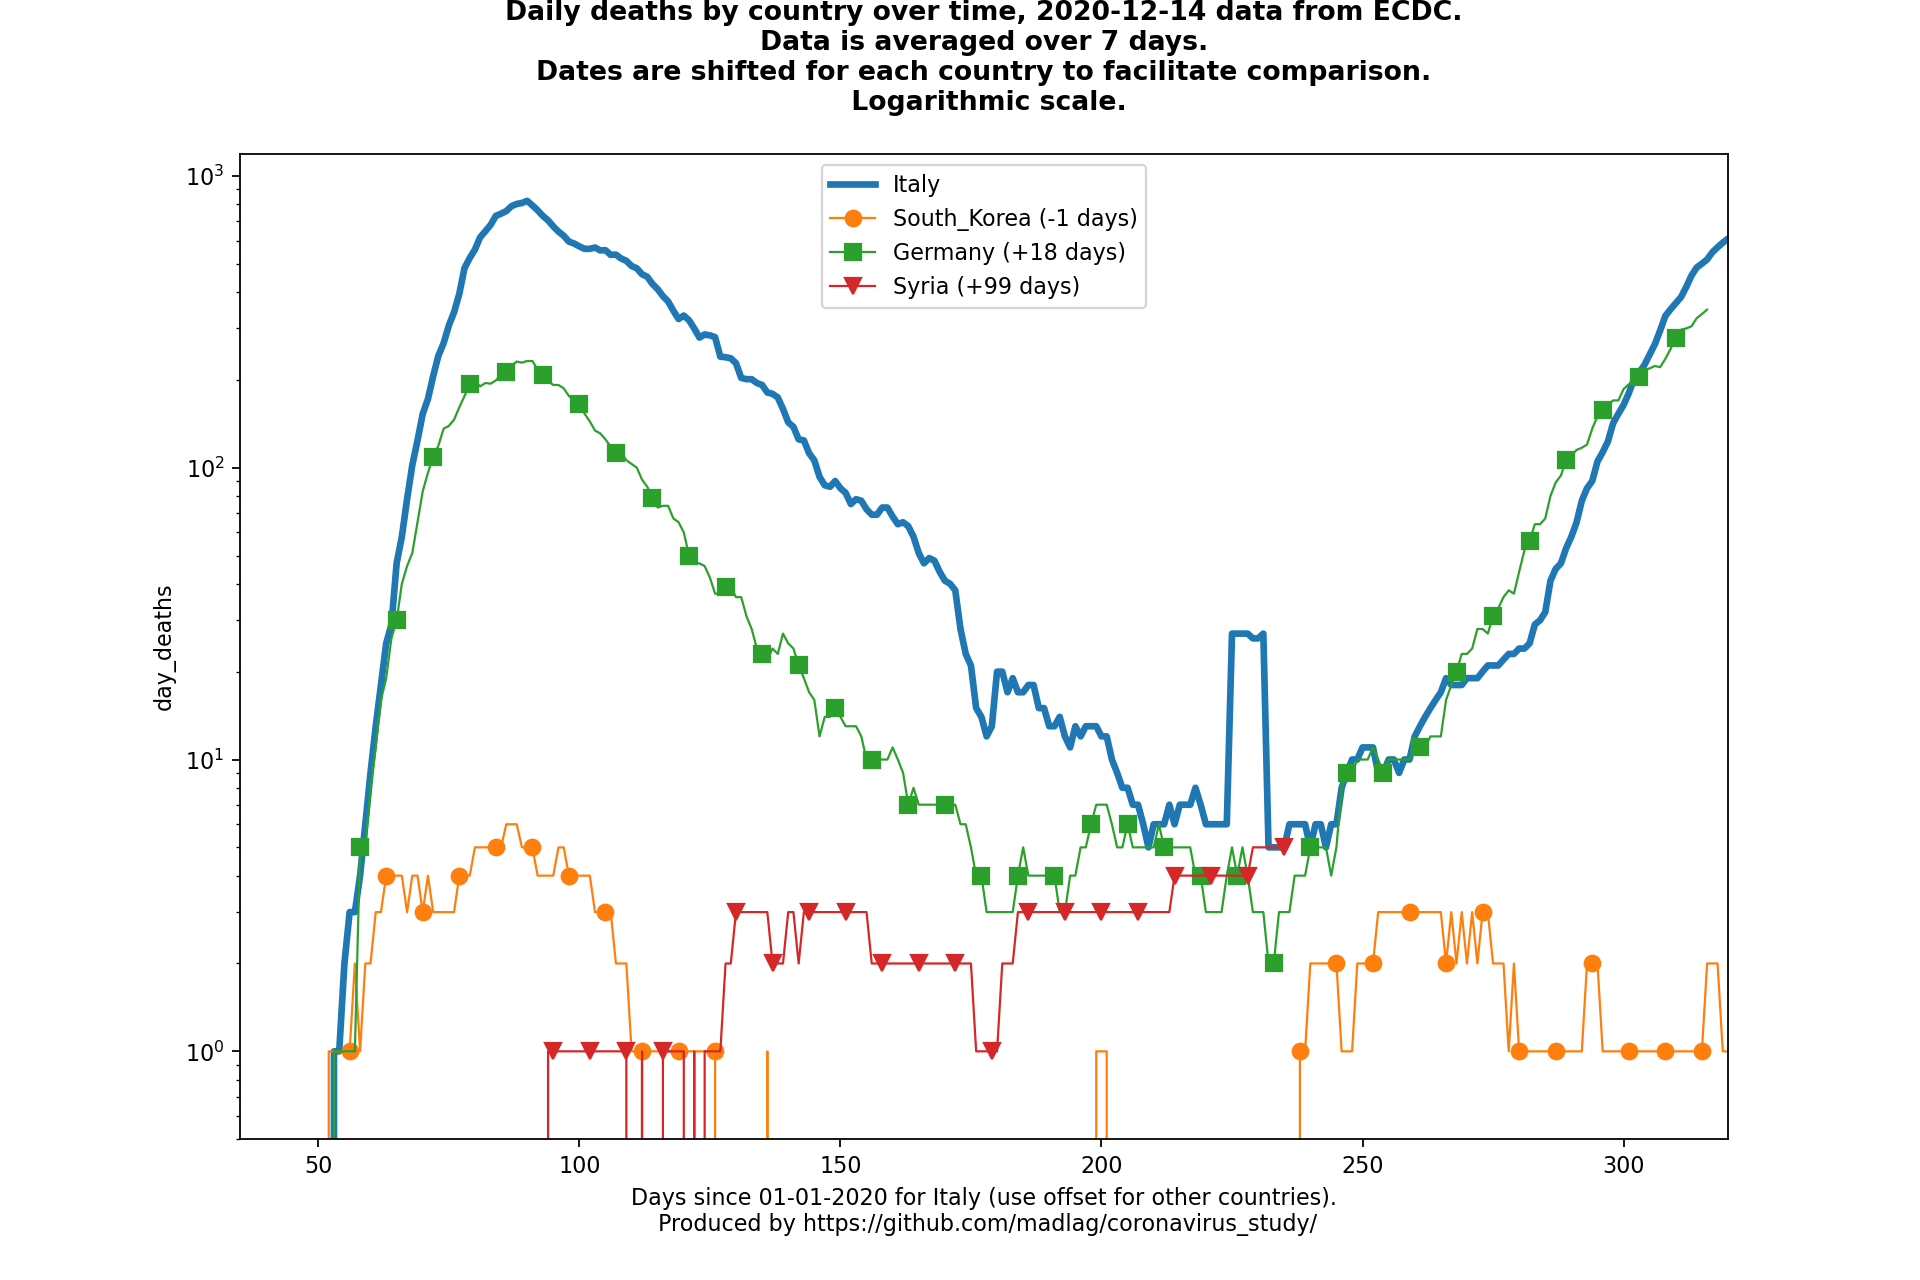 Daily deaths by country over time, 2020-12-14 data from ECDC.
Data is averaged over 7 days.
Dates are shifted for each country to facilitate comparison.
Logarithmic scale.
10³
10²
10¹
10⁰
day_deaths
Italy
South_Korea (-1 days)
Germany (+18 days)
Syria (+99 days)
50 100 150 200 250 300
Days since 01-01-2020 for Italy (use offset for other countries).
Produced by https://github.com/madlag/coronavirus_study/